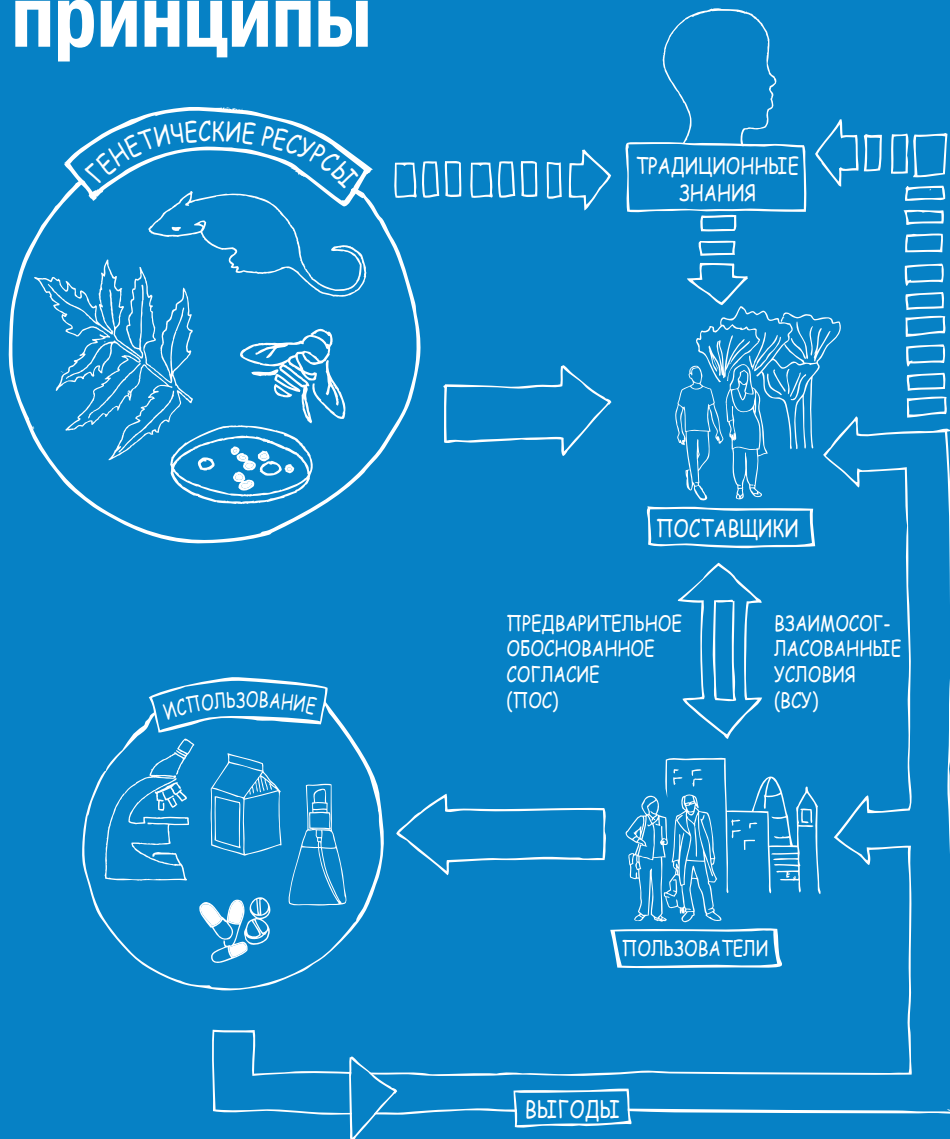 принципы
ГЕНЕТИЧЕСКИЕ РЕСУРСЫ
ТРАДИЦИОННЫЕ
ЗНАНИЯ
ПОСТАВЩИКИ
ПРЕДВАРИТЕЛЬНОЕ
ОБОСНОВАННОЕ
СОГЛАСИЕ
(ПОС)
ВЗАИМОСОГ-
ЛАСОВАННЫЕ
УСЛОВИЯ
(ВСУ)
ИСПОЛЬЗОВАНИЕ
ПОЛЬЗОВАТЕЛИ
ВЫГОДЫ